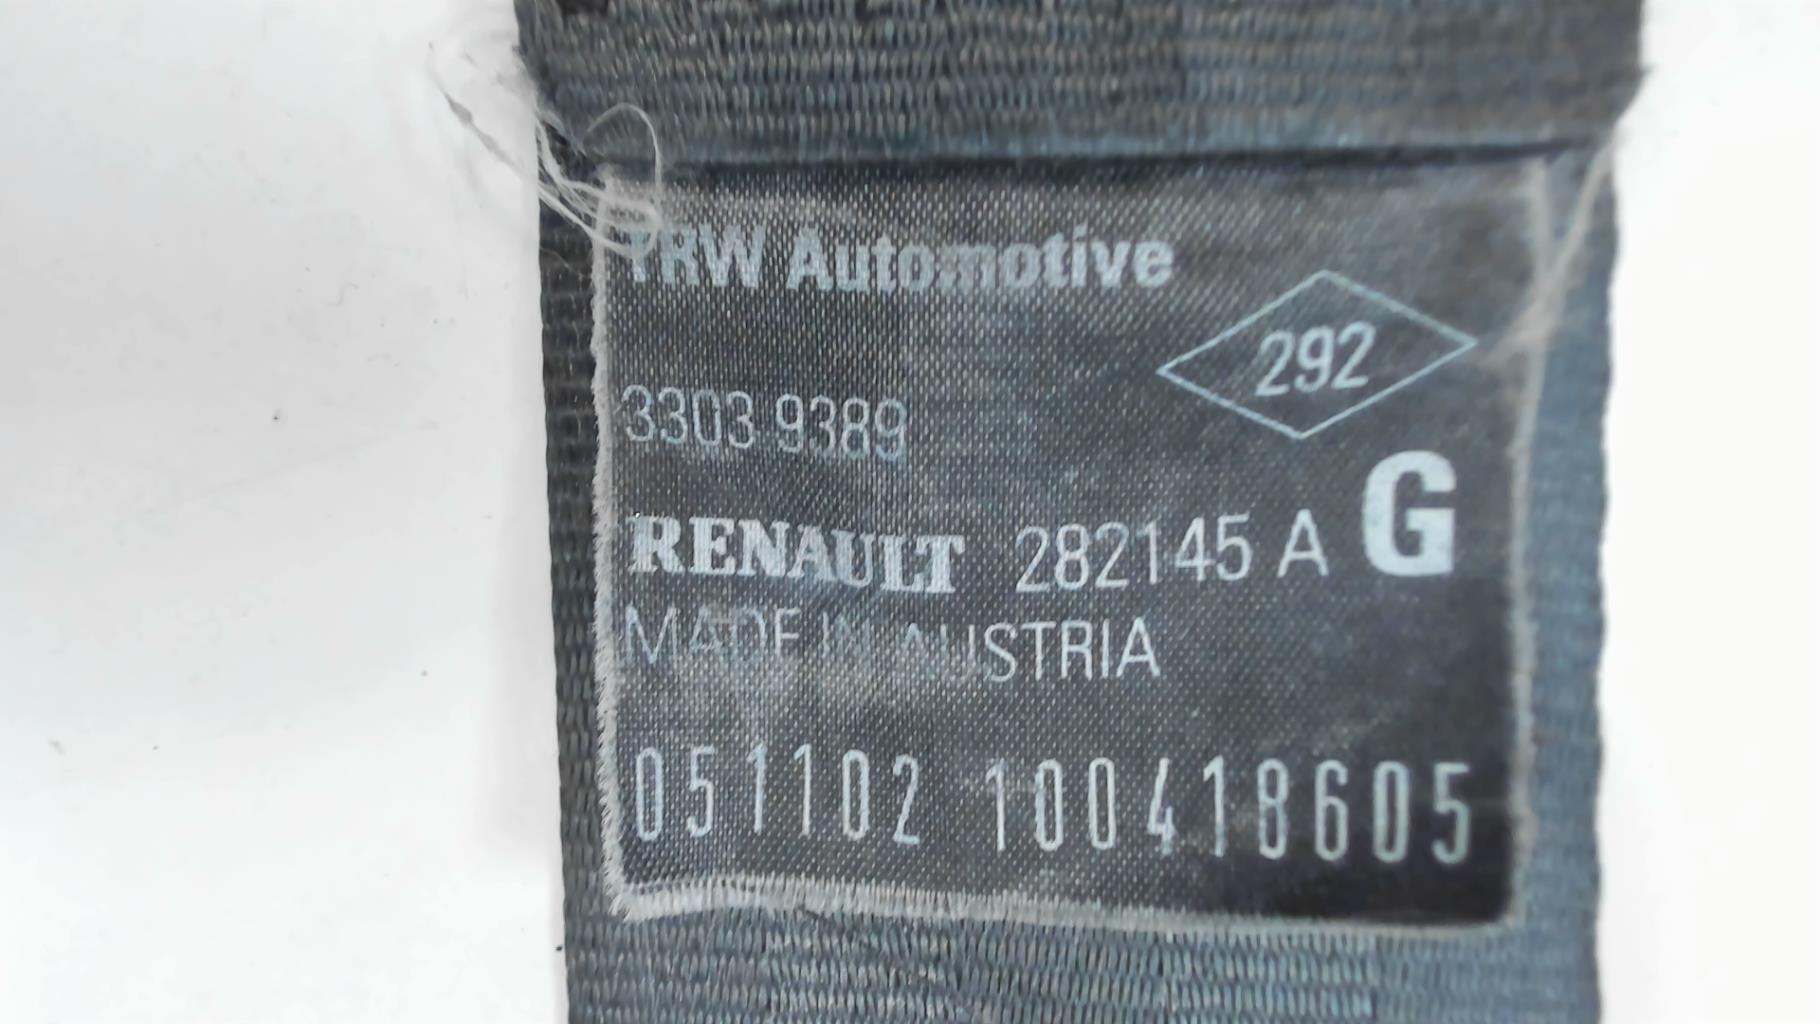 TRW Automotive
292
3303 9389
RENAULT 282145 A G
MADE IN AUSTRIA
051102 100418605